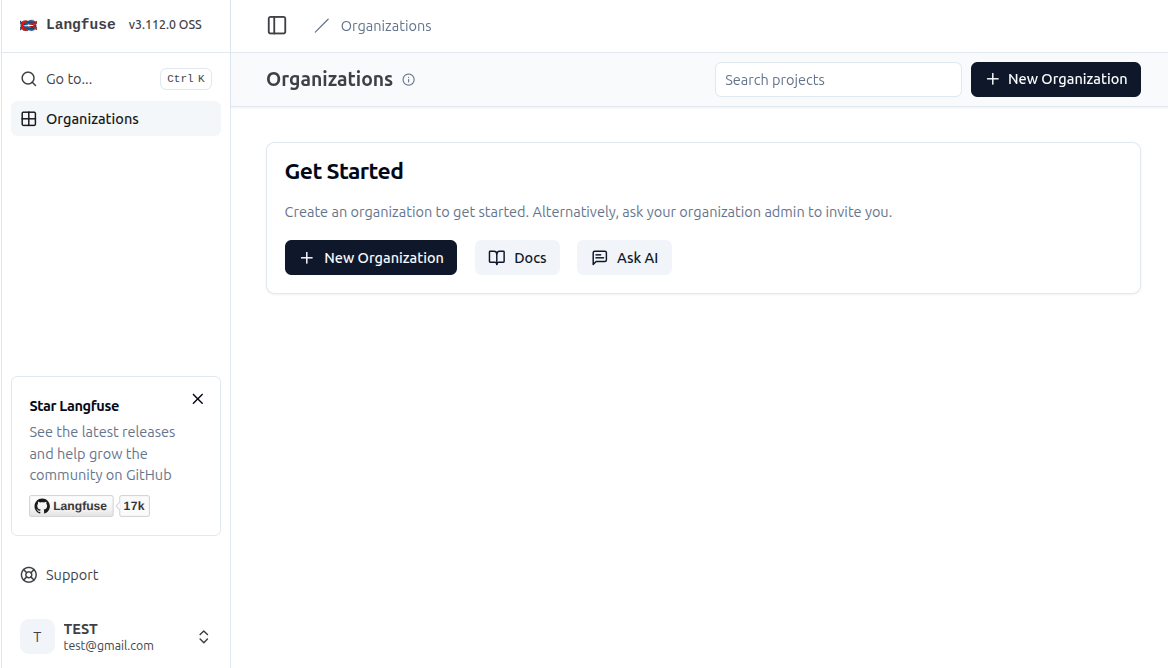 Langfuse v3.112.0 OSS
Go to... Ctrl K
Organizations
Star Langfuse
See the latest releases
and help grow the
community on GitHub
Langfuse 17k
Support
T
TEST
test@gmail.com
Organizations
Organizations
Search projects
New Organization
Get Started
Create an organization to get started. Alternatively, ask your organization admin to invite you.
New Organization Docs Ask AI